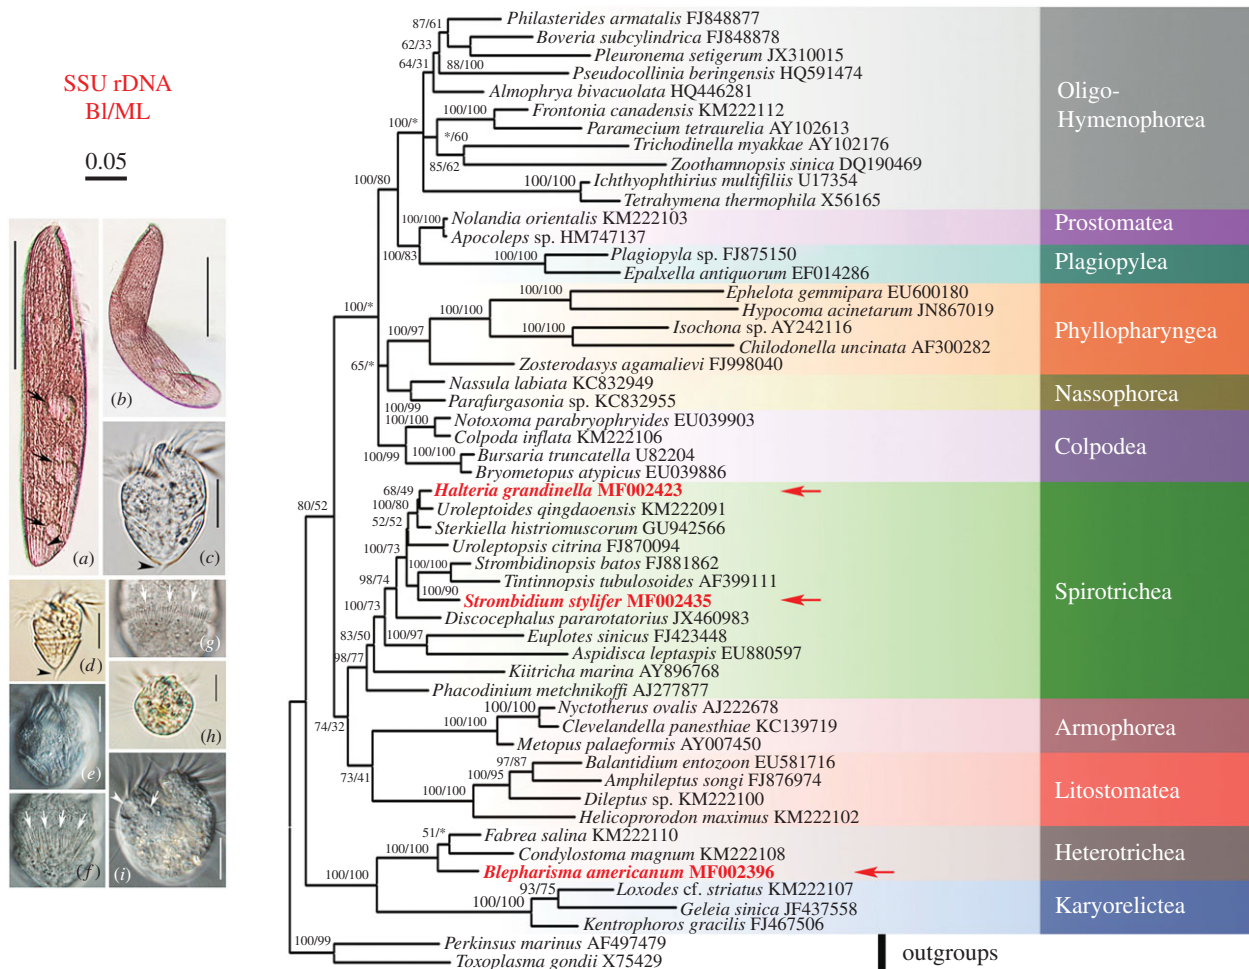 SSU rDNA
BI/ML
0.05
(a)
(b)
(c)
(d)
(e)
(f)
(g)
(h)
(i)
87/61
62/33
64/31
88/100
100/*
100/100
*/60
85/62
100/100
100/80
100/100
100/83
100/100
100/*
100/100
100/100
100/97
100/100
65/*
100/99
100/100
100/99
100/100
80/52
68/49
100/80
52/52
100/73
100/100
98/74
100/90
100/73
83/50
100/97
98/77
74/32
100/100
100/100
73/41
97/87
100/95
100/100
51/*
100/100
100/100
93/75
100/100
100/99
Philasterides armatalis FJ848877
Boveria subcylindrica FJ848878
Pleuronema setigerum JX310015
Pseudocollinia beringensis HQ591474
Almophrya bivacuolata HQ446281
Frontonia canadensis KM222112
Paramecium tetraurelia AY102613
Trichodinella myakkae AY102176
Zoothamnopsis sinica DQ190469
Ichthyophthirius multifiliis U17354
Tetrahymena thermophila X56165
Oligo-
Hymenophorea
Nolandia orientalis KM222103
Apocoleps sp. HM747137
Prostomatea
Plagiopyla sp. FJ875150
Epalxella antiquorum EF014286
Plagiopylea
Ephelota gemmipara EU600180
Hypocoma acinetarum JN867019
Isochona sp. AY242116
Chilodonella uncinata AF300282
Zosterodasys agamalievi FJ998040
Phyllopharyngea
Nassula labiata KC832949
Parafurgasonia sp. KC832955
Nassophorea
Notoxoma parabryophryides EU039903
Colpoda inflata KM222106
Bursaria truncatella U82204
Bryometopus atypicus EU039886
Colpodea
Halteria grandinella MF002423
Uroleptoides qingdaoensis KM222091
Sterkiella histriomuscorum GU942566
Uroleptopsis citrina FJ870094
Strombidinopsis batos FJ881862
Tintinnopsis tubulosoides AF399111
Strombidium stylifer MF002435
Discocephalus pararotatorius JX460983
Euplotes sinicus FJ423448
Aspidisca leptaspis EU880597
Kiitricha marina AY896768
Phacodinium metchnikoffi AJ277877
Spirotrichea
Nyctotherus ovalis AJ222678
Clevelandella panesthiae KC139719
Metopus palaeformis AY007450
Armophorea
Balantidium entozoon EU581716
Amphileptus songi FJ876974
Dileptus sp. KM222100
Helicoprorodon maximus KM222102
Litostomatea
Fabrea salina KM222110
Condylostoma magnum KM222108
Blepharisma americanum MF002396
Heterotrichea
Loxodes cf. striatus KM222107
Geleia sinica JF437558
Kentrophoros gracilis FJ467506
Karyorelictea
Perkinsus marinus AF497479
Toxoplasma gondii X75429
outgroups